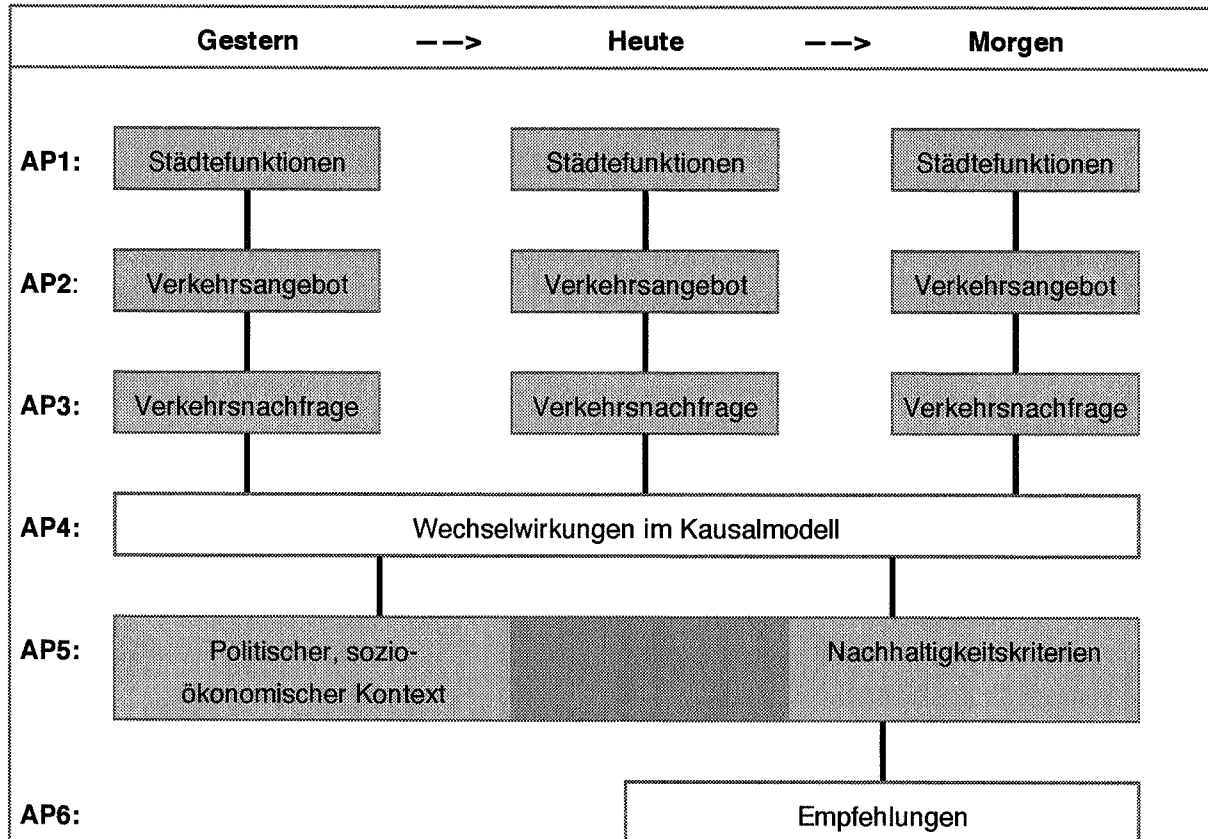 Gestern ——> Heute ——> Morgen
AP1: Städtefunktionen Städtefunktionen Städtefunktionen
AP2: Verkehrsangebot Verkehrsangebot Verkehrsangebot
AP3: Verkehrsnachfrage Verkehrsnachfrage Verkehrsnachfrage
AP4: Wechselwirkungen im Kausalmodell
AP5: Politischer, sozio- Nachhaltigkeitskriterien
ökonomischer Kontext
AP6: Empfehlungen